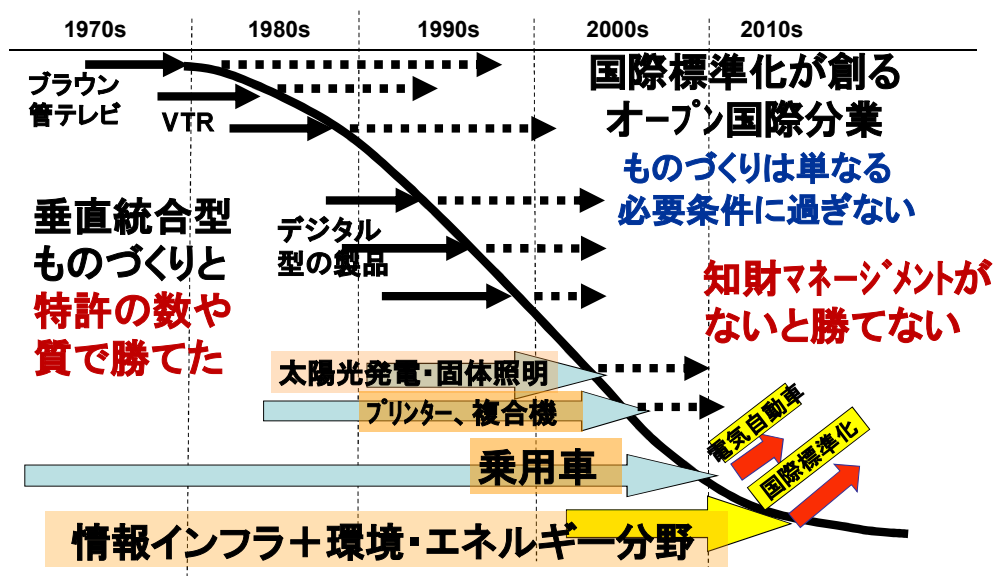 1970s 1980s 1990s 2000s 2010s
ブラウン
管テレビ
VTR
国際標準化が創る
オープン国際分業
ものづくりは単なる
必要条件に過ぎない
垂直統合型
ものづくりと
特許の数や
質で勝てた
デジタル
型の製品
知財マネージメントが
ないと勝てない
太陽光発電・固体照明
プリンター、複合機
乗用車
電気自動車
国際標準化
情報インフラ+環境・エネルギー分野